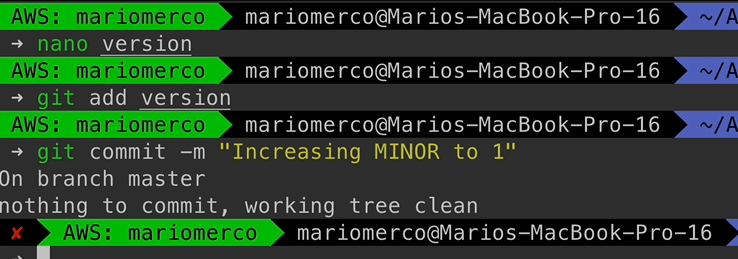 AWS: mariomerco mariomerco@Marios-MacBook-Pro-16 ~/A
→ nano version
AWS: mariomerco mariomerco@Marios-MacBook-Pro-16 ~/A
→ git add version
AWS: mariomerco mariomerco@Marios-MacBook-Pro-16 ~/A
→ git commit -m "Increasing MINOR to 1"
On branch master
nothing to commit, working tree clean
✘ AWS: mariomerco mariomerco@Marios-MacBook-Pro-16
→